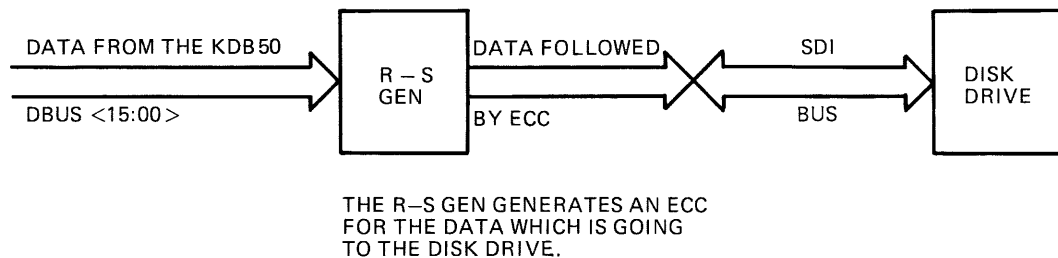 DATA FROM THE KDB50
DBUS <15:00>
R–S
GEN
DATA FOLLOWED
BY ECC
SDI
BUS
DISK
DRIVE
THE R–S GEN GENERATES AN ECC
FOR THE DATA WHICH IS GOING
TO THE DISK DRIVE.